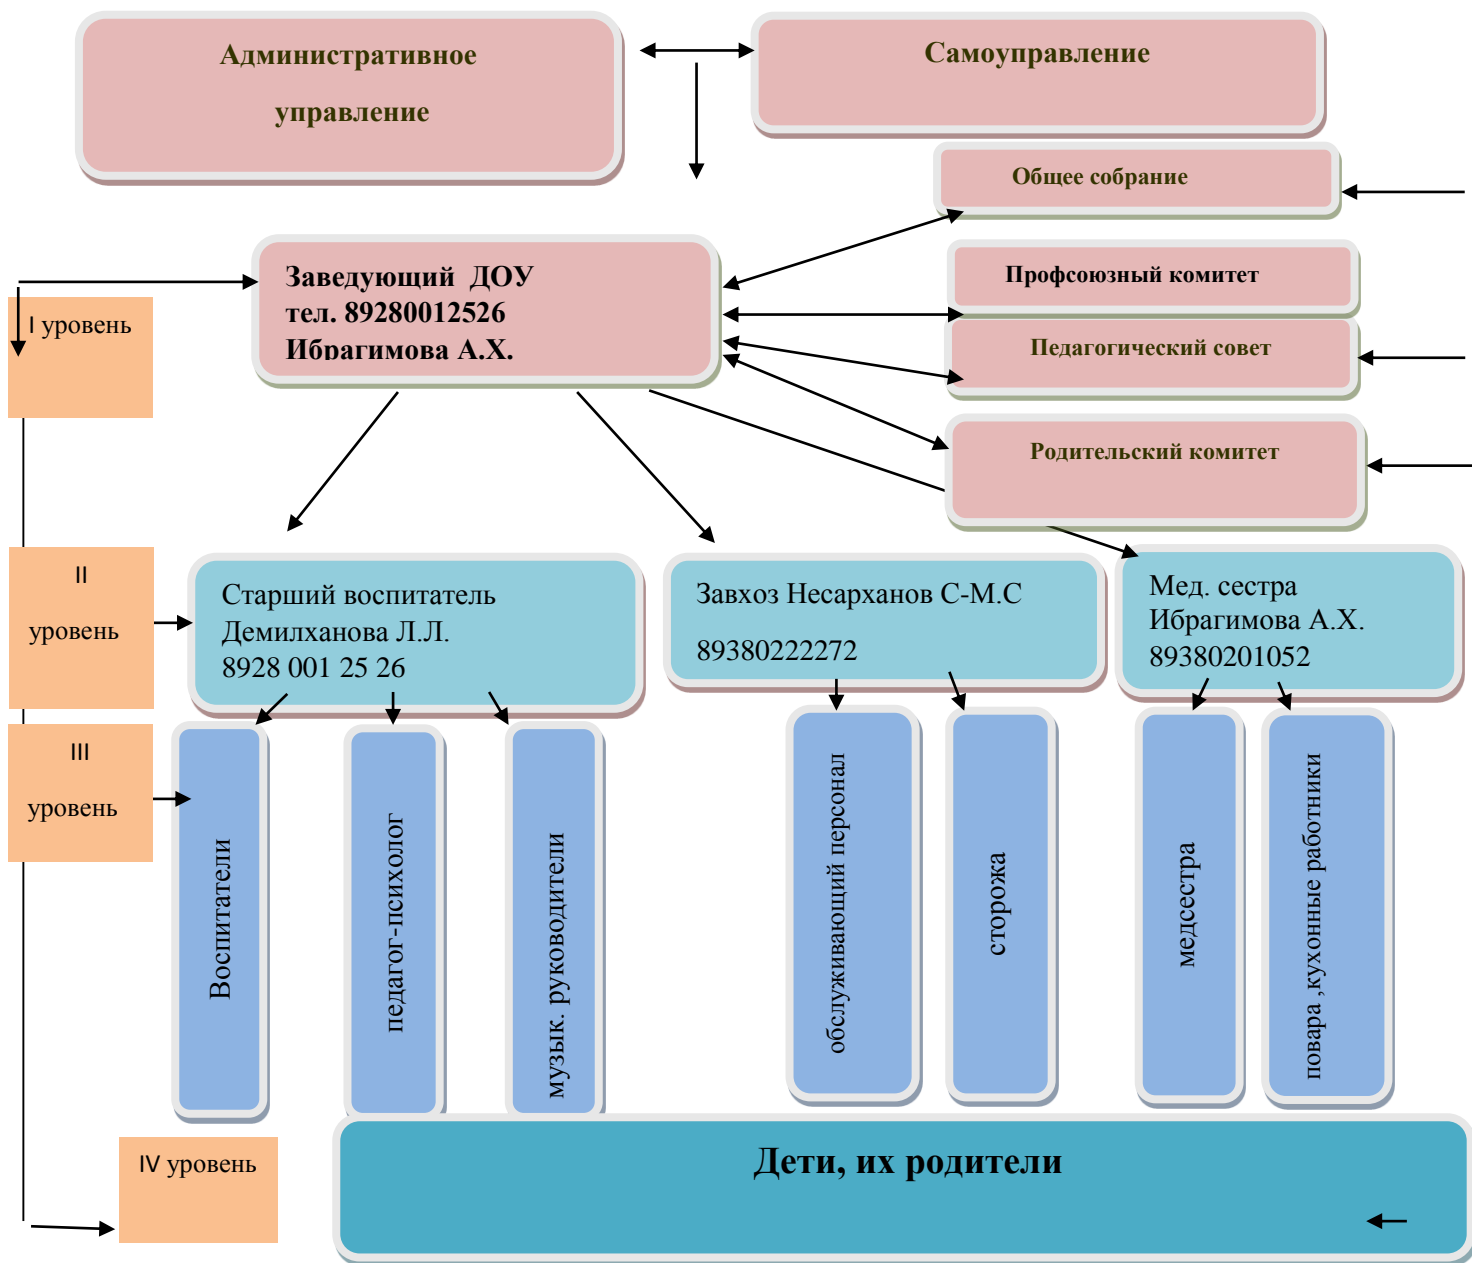 Административное
управление
Самоуправление
Общее собрание
Заведующий ДОУ
тел. 89280012526
Ибрагимова А.Х.
Профсоюзный комитет
Педагогический совет
Родительский комитет
I уровень
II
уровень
Старший воспитатель
Демилханова Л.Л.
8928 001 25 26
Завхоз Несарханов С-М.С
89380222272
Мед. сестра
Ибрагимова А.Х.
89380201052
III
уровень
Воспитатели
педагог-психолог
музык. руководители
обслуживающий персонал
сторожа
медсестра
повара ,кухонные работники
IV уровень
Дети, их родители